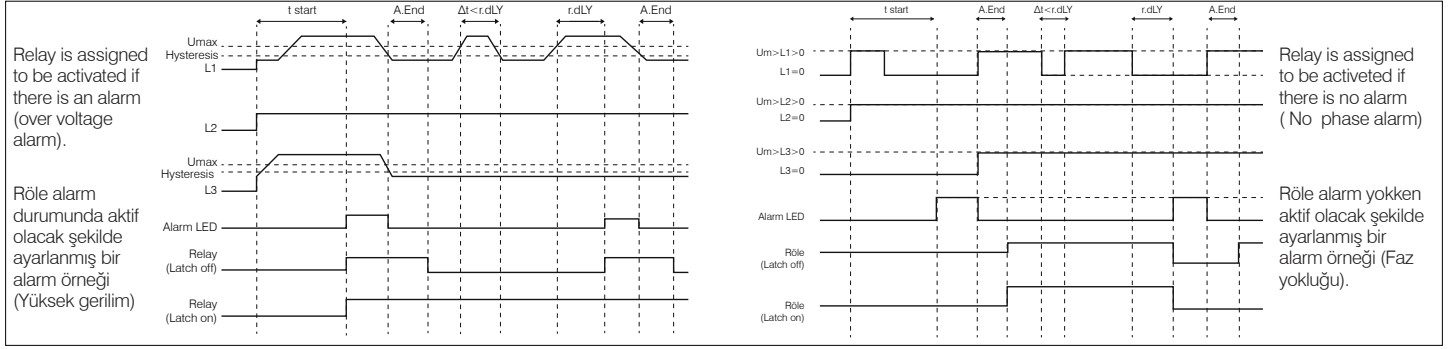 Relay is assigned
to be activated if
there is an alarm
(over voltage
alarm).
Röle alarm
durumunda aktif
olacak şekilde
ayarlanmış bir
alarm örneği
(Yüksek gerilim)
t start
A.End
Δt<r.dLY
r.dLY
A.End
Umax
Hysteresis
L1
L2
Umax
Hysteresis
L3
Alarm LED
Relay
(Latch off)
Relay
(Latch on)
t start
A.End
Δt<r.dLY
r.dLY
A.End
Um>L1>0
L1=0
Um>L2>0
L2=0
Um>L3>0
L3=0
Alarm LED
Röle
(Latch off)
Röle
(Latch on)
Relay is assigned
to be activeted if
there is no alarm
( No phase alarm)
Röle alarm yokken
aktif olacak şekilde
ayarlanmış bir
alarm örneği (Faz
yokluğu).